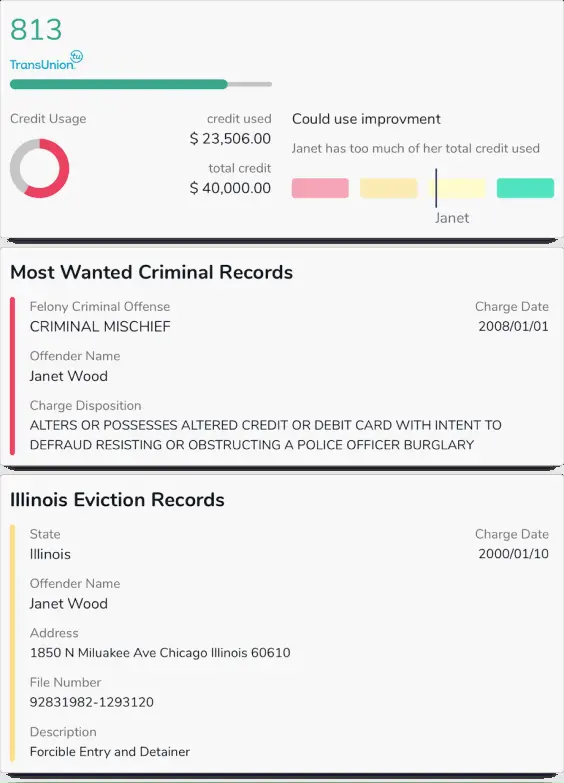 813
TransUnion
tu
Credit Usage
credit used
$ 23,506.00
total credit
$ 40,000.00
Could use improvment
Janet has too much of her total credit used
Janet
Most Wanted Criminal Records
Felony Criminal Offense
CRIMINAL MISCHIEF
Charge Date
2008/01/01
Offender Name
Janet Wood
Charge Disposition
ALTERS OR POSSESSES ALTERED CREDIT OR DEBIT CARD WITH INTENT TO
DEFRAUD RESISTING OR OBSTRUCTING A POLICE OFFICER BURGLARY
Illinois Eviction Records
State
Illinois
Charge Date
2000/01/10
Offender Name
Janet Wood
Address
1850 N Miluakee Ave Chicago Illinois 60610
File Number
92831982-1293120
Description
Forcible Entry and Detainer